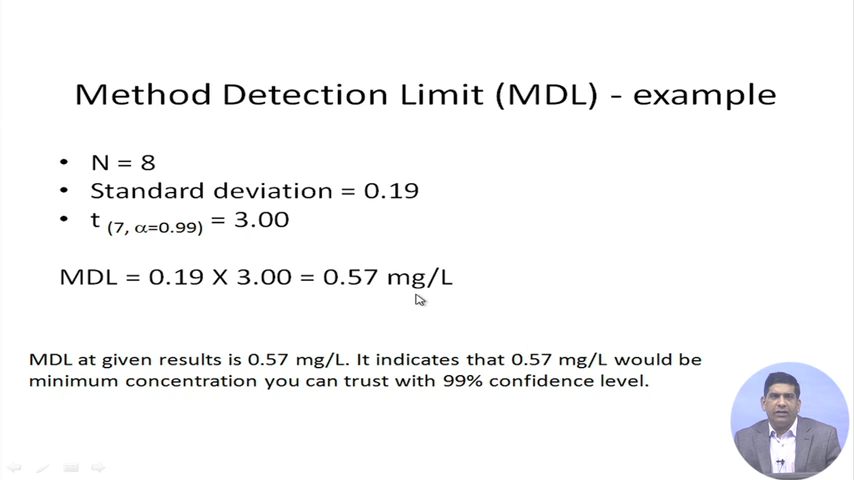 Method Detection Limit (MDL) - example
• N = 8
• Standard deviation = 0.19
• t (7, α=0.99) = 3.00
MDL = 0.19 X 3.00 = 0.57 mg/L
MDL at given results is 0.57 mg/L. It indicates that 0.57 mg/L would be
minimum concentration you can trust with 99% confidence level.